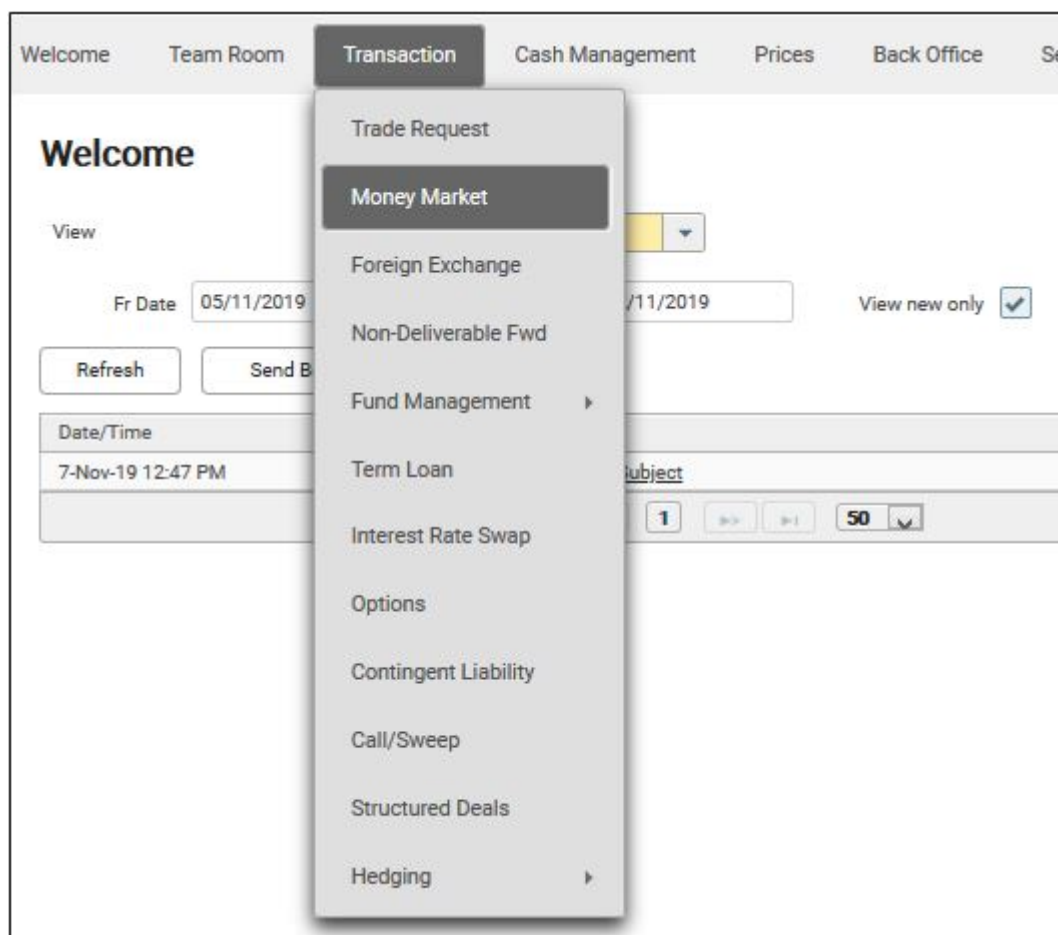 Welcome Team Room Transaction Cash Management Prices Back Office
Welcome
View
Fr Date 05/11/2019 /11/2019 View new only
Refresh Send B
Date/Time
7-Nov-19 12:47 PM Subject
1 50
Trade Request
Money Market
Foreign Exchange
Non-Deliverable Fwd
Fund Management
Term Loan
Interest Rate Swap
Options
Contingent Liability
Call/Sweep
Structured Deals
Hedging